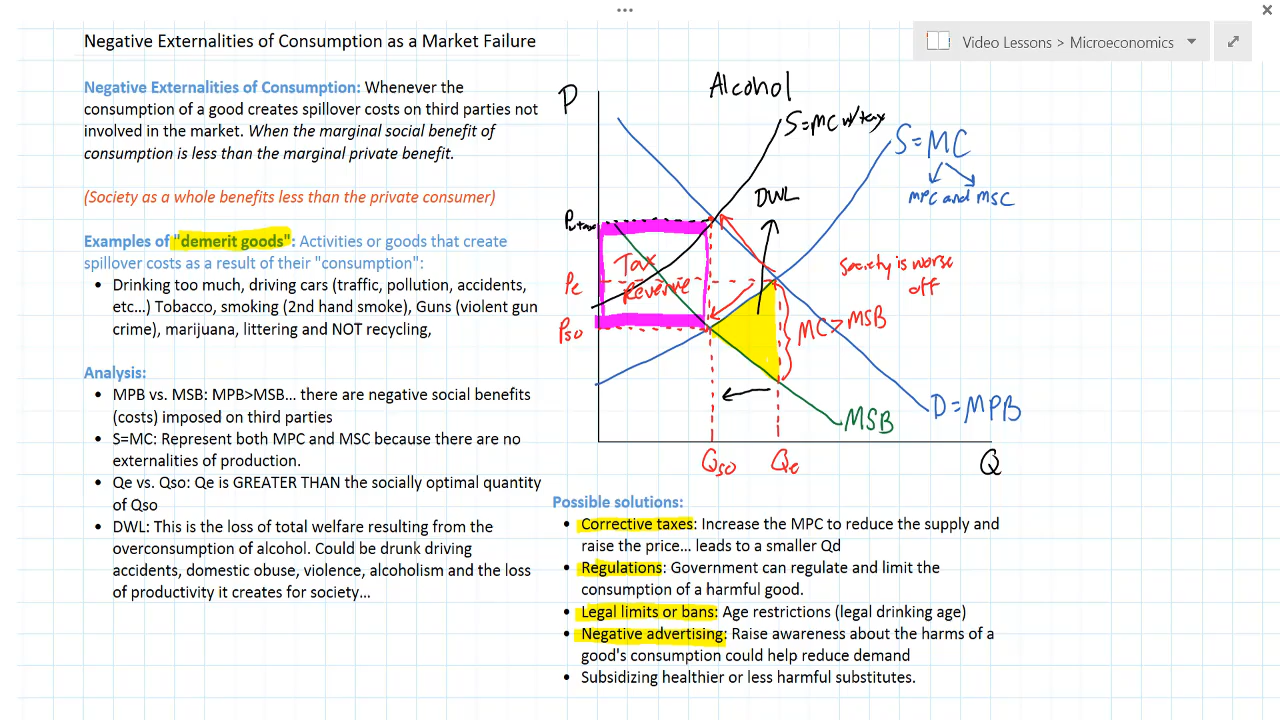 Negative Externalities of Consumption as a Market Failure
Video Lessons > Microeconomics
Negative Externalities of Consumption: Whenever the
consumption of a good creates spillover costs on third parties not
involved in the market. When the marginal social benefit of
consumption is less than the marginal private benefit.
(Society as a whole benefits less than the private consumer)
Examples of "demerit goods": Activities or goods that create
spillover costs as a result of their "consumption":
• Drinking too much, driving cars (traffic, pollution, accidents,
etc...) Tobacco, smoking (2nd hand smoke), Guns (violent gun
crime), marijuana, littering and NOT recycling,
Analysis:
• MPB vs. MSB: MPB>MSB... there are negative social benefits
(costs) imposed on third parties
• S=MC: Represent both MPC and MSC because there are no
externalities of production.
• Qe vs. Qso: Qe is GREATER THAN the socially optimal quantity
of Qso
• DWL: This is the loss of total welfare resulting from the
overconsumption of alcohol. Could be drunk driving
accidents, domestic abuse, violence, alcoholism and the loss
of productivity it creates for society...
Alcohol
P
S=MC w/tax
S=MC
MPC and MSC
DWL
Pe+tax
Tax
Revenue
Society is worse
off
Pe
Pso
MC>MSB
D=MPB
MSB
Qso
Qe
Q
Possible solutions:
• Corrective taxes: Increase the MPC to reduce the supply and
raise the price... leads to a smaller Qd
• Regulations: Government can regulate and limit the
consumption of a harmful good.
• Legal limits or bans: Age restrictions (legal drinking age)
• Negative advertising: Raise awareness about the harms of a
good's consumption could help reduce demand
• Subsidizing healthier or less harmful substitutes.